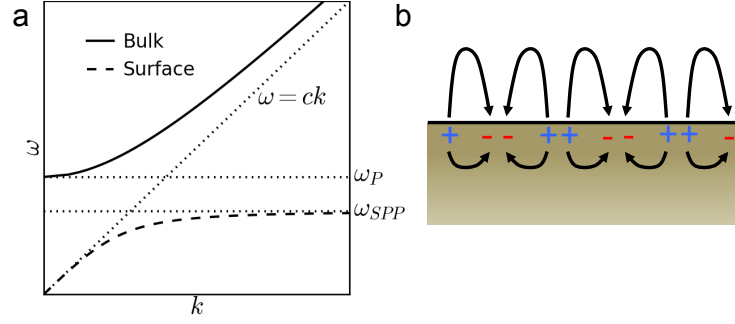 a
Bulk
Surface
ω = ck
ω
ω_P
ω_SPP
k
b
+ - - + + - - + + -